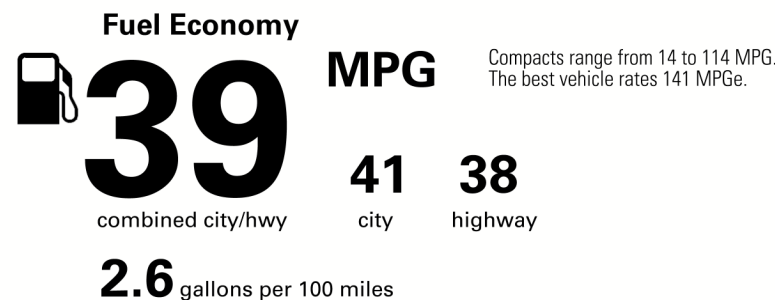 Fuel Economy
39
MPG
Compacts range from 14 to 114 MPG.
The best vehicle rates 141 MPGe.
41 38
combined city/hwy city highway
2.6 gallons per 100 miles